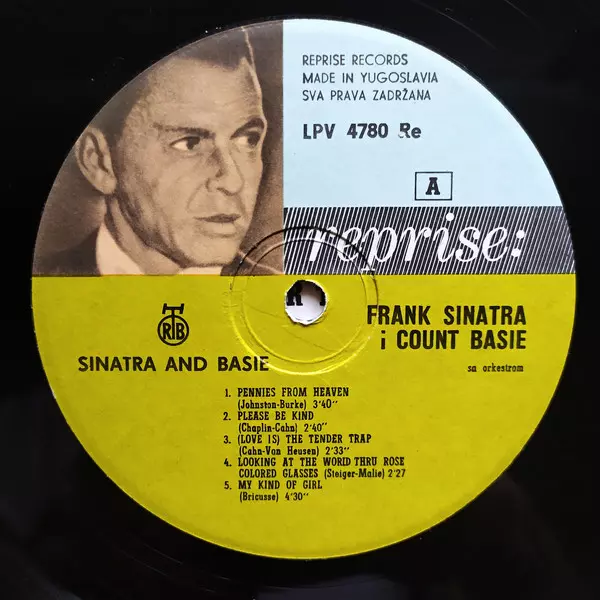 REPRISE RECORDS
MADE IN YUGOSLAVIA
SVA PRAVA ZADRŽANA
LPV 4780 Re
A
reprise:
RTB
FRANK SINATRA
i COUNT BASIE
SINATRA AND BASIE
sa orkestrom
1. PENNIES FROM HEAVEN
(Johnston-Burke) 3'40''
2. PLEASE BE KIND
(Chaplin-Cahn) 2'40''
3. (LOVE IS) THE TENDER TRAP
(Cahn-Van Heusen) 2'33''
4. LOOKING AT THE WORLD THRU ROSE
COLORED GLASSES (Steiger-Malie) 2'27
5. MY KIND OF GIRL
(Bricusse) 4'30''